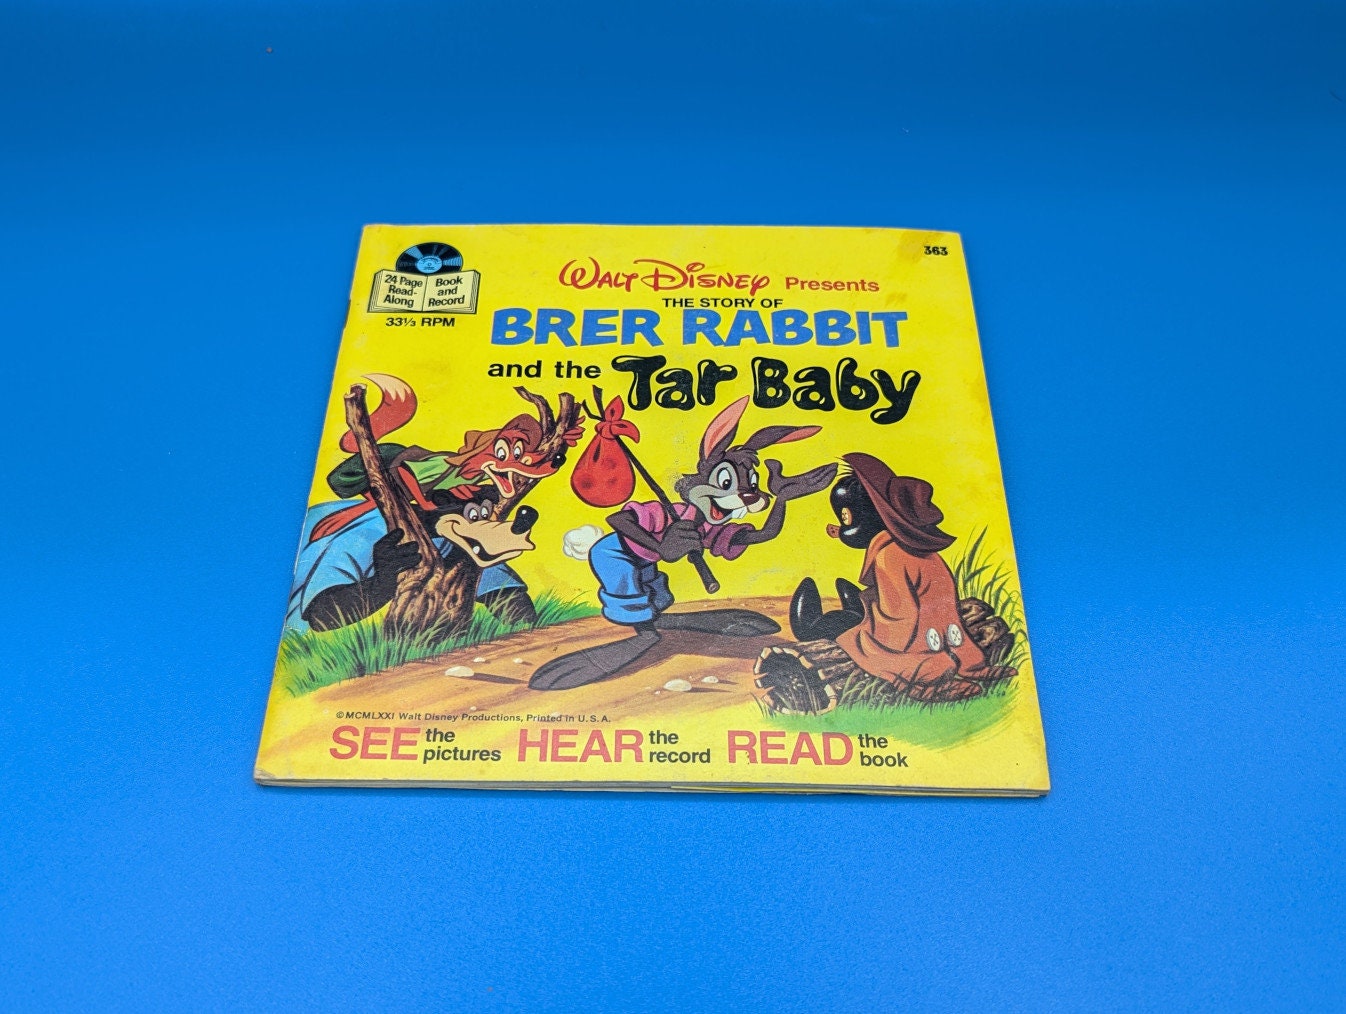 363
24 Page Read-Along
Book and Record
33⅓ RPM
WALT DISNEY Presents
THE STORY OF
BRER RABBIT
and the Tar Baby
©MCMLXXI Walt Disney Productions, Printed in U.S.A.
SEE the pictures HEAR the record READ the book